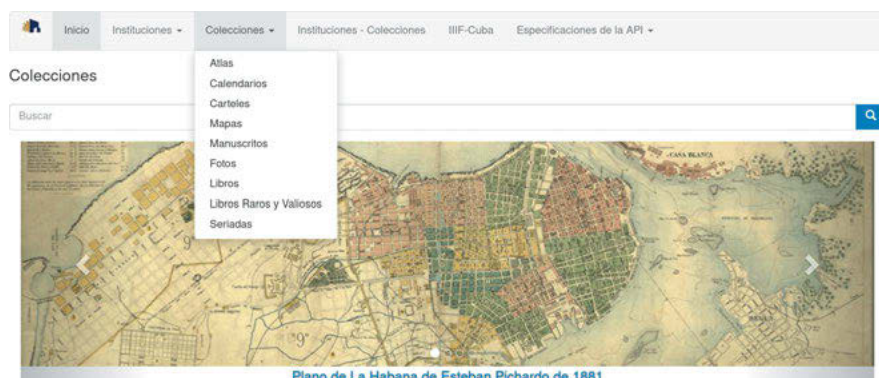 Inicio Instituciones Colecciones Instituciones - Colecciones IIIF-Cuba Especificaciones de la API
Colecciones
Atlas
Calendarios
Carteles
Mapas
Manuscritos
Fotos
Libros
Libros Raros y Valiosos
Seriadas
Buscar
CASA BLANCA
Plano de La Habana de Esteban Pichardo de 1881